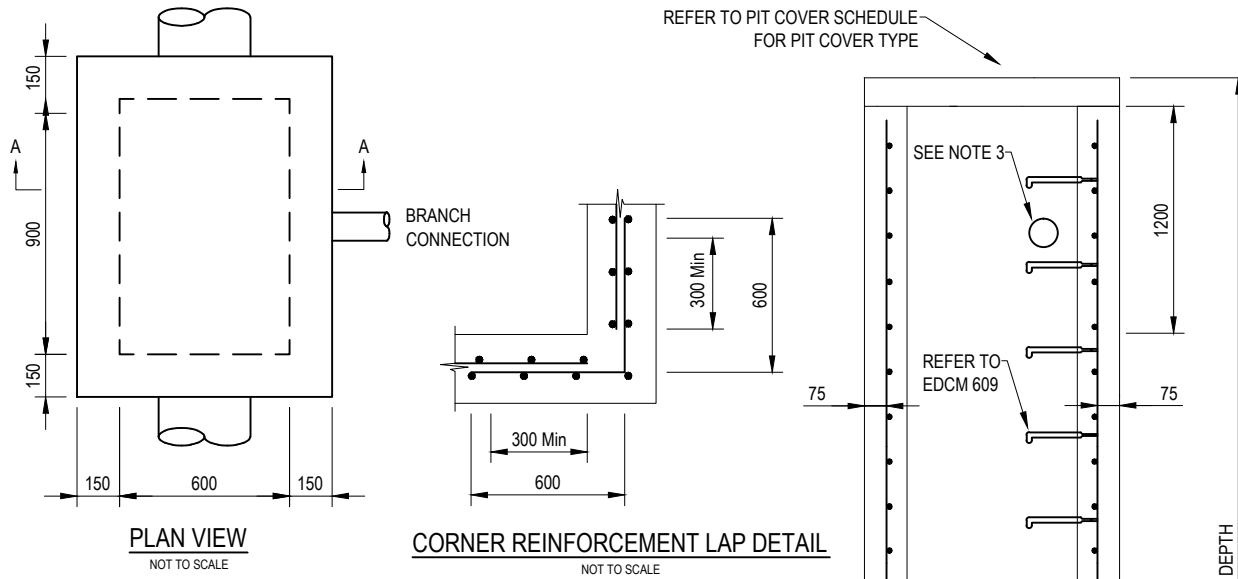 REFER TO PIT COVER SCHEDULE
FOR PIT COVER TYPE
150
A
A
900
BRANCH
CONNECTION
150
150
600
150
PLAN VIEW
NOT TO SCALE
300 Min
600
300 Min
600
CORNER REINFORCEMENT LAP DETAIL
NOT TO SCALE
SEE NOTE 3
1200
REFER TO
EDCM 609
75
75
DEPTH